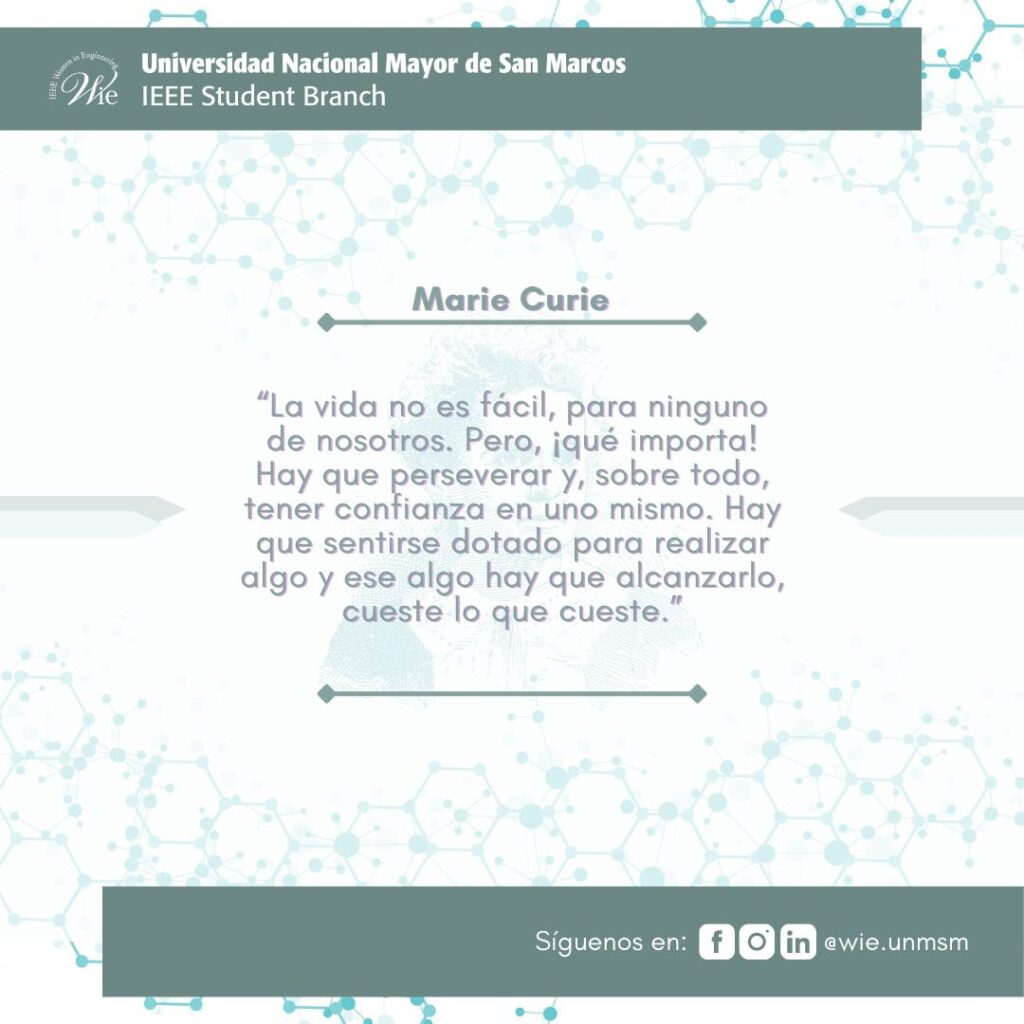 IEEE Women in Engineering
Wie
Universidad Nacional Mayor de San Marcos
IEEE Student Branch
Marie Curie
“La vida no es fácil, para ninguno
de nosotros. Pero, ¡qué importa!
Hay que perseverar y, sobre todo,
tener confianza en uno mismo. Hay
que sentirse dotado para realizar
algo y ese algo hay que alcanzarlo,
cueste lo que cueste.”
Síguenos en: f in @wie.unmsm